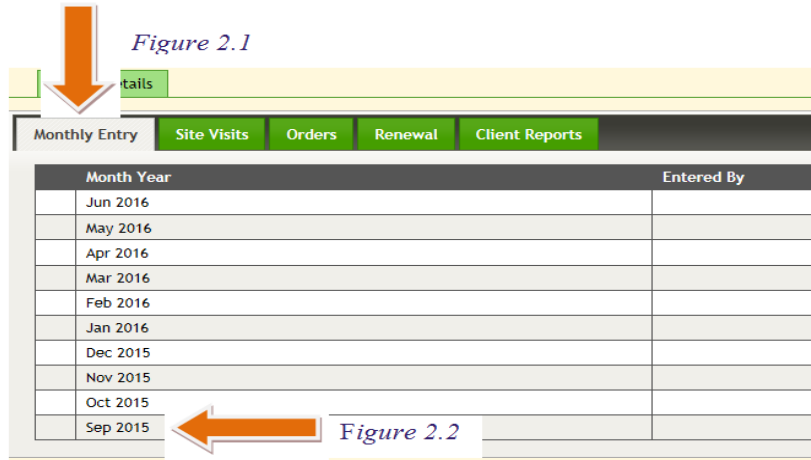 Figure 2.1
Monthly Entry Site Visits Orders Renewal Client Reports
Month Year Entered By
Jun 2016
May 2016
Apr 2016
Mar 2016
Feb 2016
Jan 2016
Dec 2015
Nov 2015
Oct 2015
Sep 2015 Figure 2.2